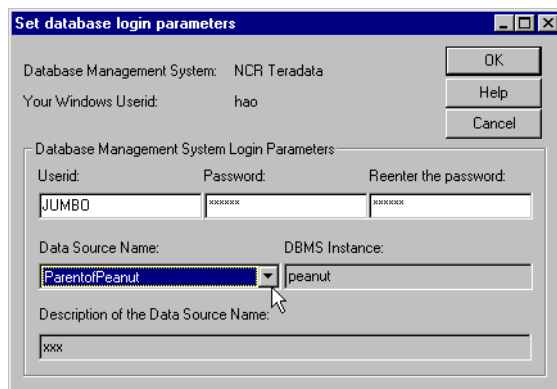 Set database login parameters
Database Management System: NCR Teradata
OK
Your Windows Userid: hao
Help
Cancel
Database Management System Login Parameters
Userid: Password: Reenter the password:
JUMBO xxxxxx xxxxxx
Data Source Name: DBMS Instance:
ParentofPeanut peanut
Description of the Data Source Name:
xxx